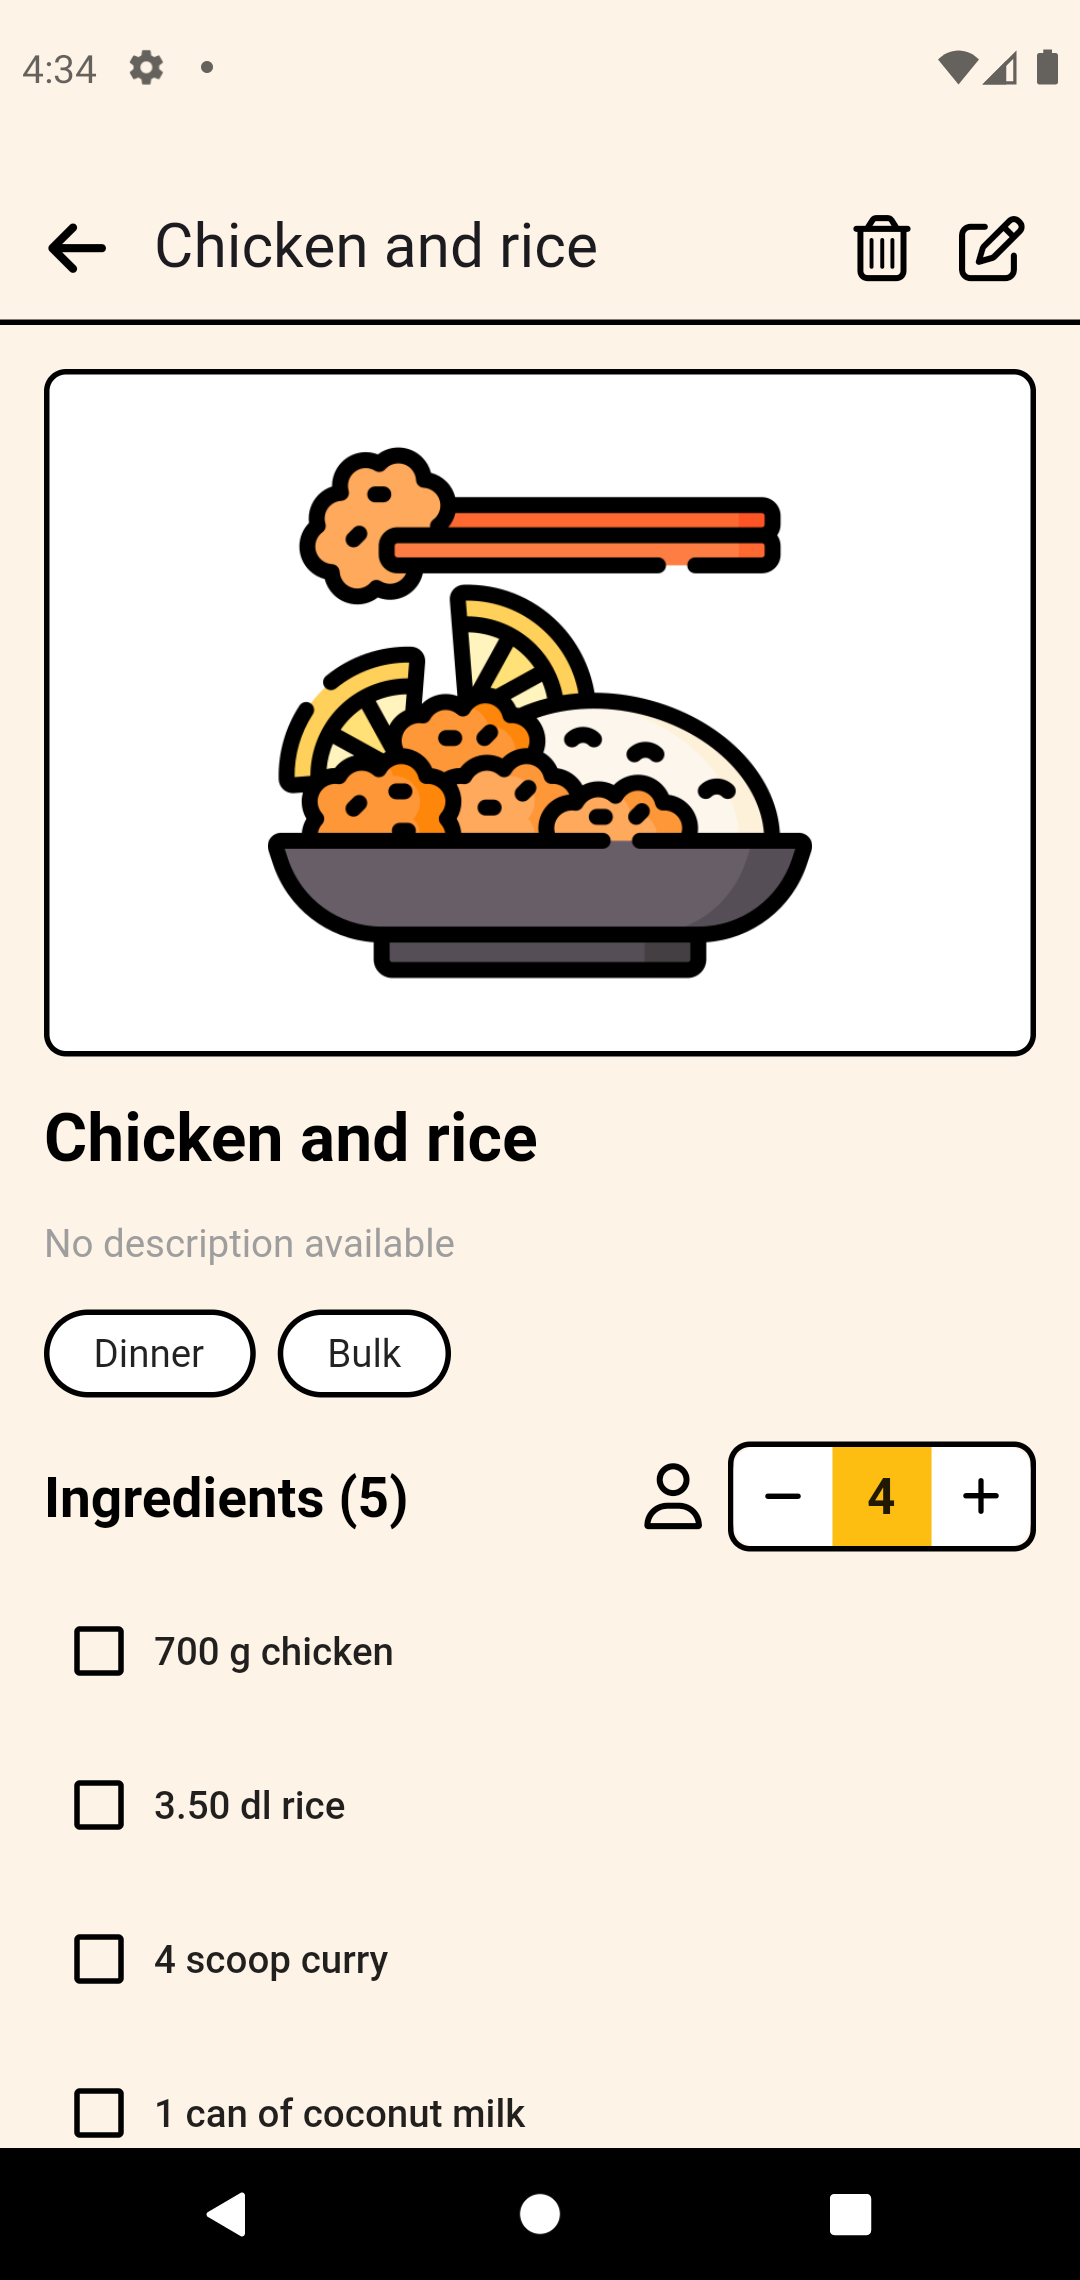 4:34
Chicken and rice
Chicken and rice
No description available
Dinner Bulk
Ingredients (5) 4
700 g chicken
3.50 dl rice
4 scoop curry
1 can of coconut milk